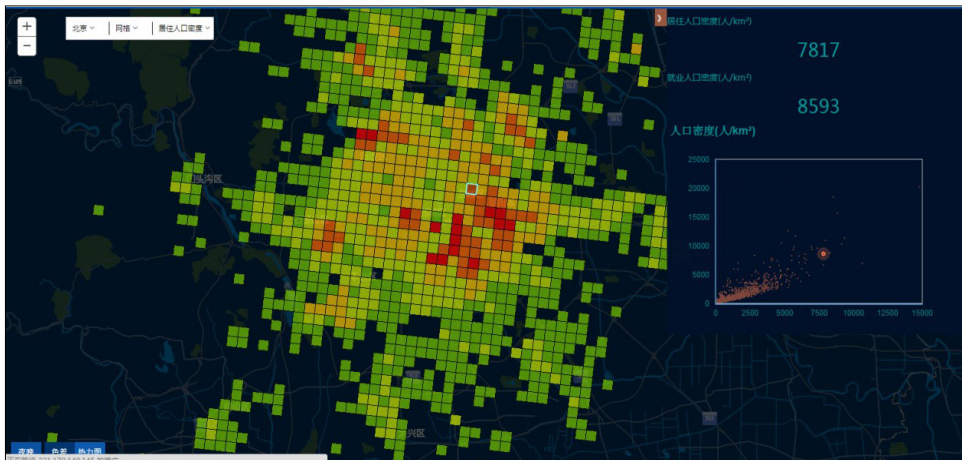 +
−
北京
网格
居住人口密度
居住人口密度(人/km²)
7817
就业人口密度(人/km²)
8593
人口密度(人/km²)
25000
20000
15000
10000
5000
0
0 2500 5000 7500 10000 12500 15000
门头沟区
大兴区
夜晚 色差 热力图